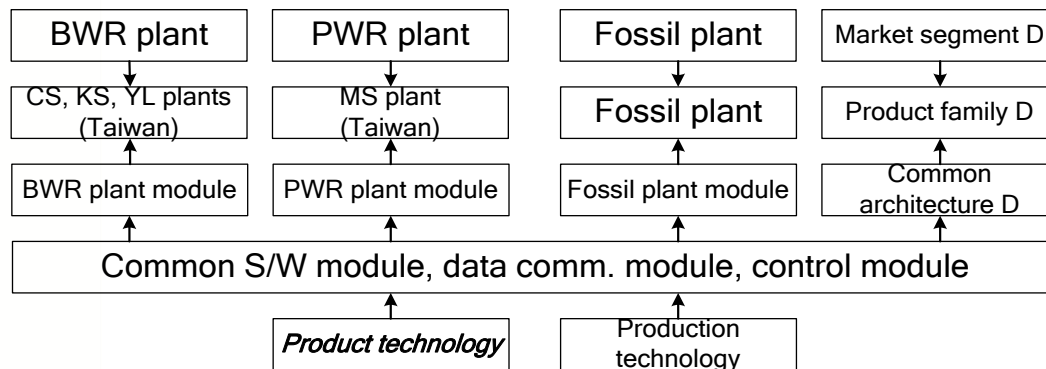 BWR plant
PWR plant
Fossil plant
Market segment D
CS, KS, YL plants
(Taiwan)
MS plant
(Taiwan)
Fossil plant
Product family D
BWR plant module
PWR plant module
Fossil plant module
Common
architecture D
Common S/W module, data comm. module, control module
Product technology
Production
technology